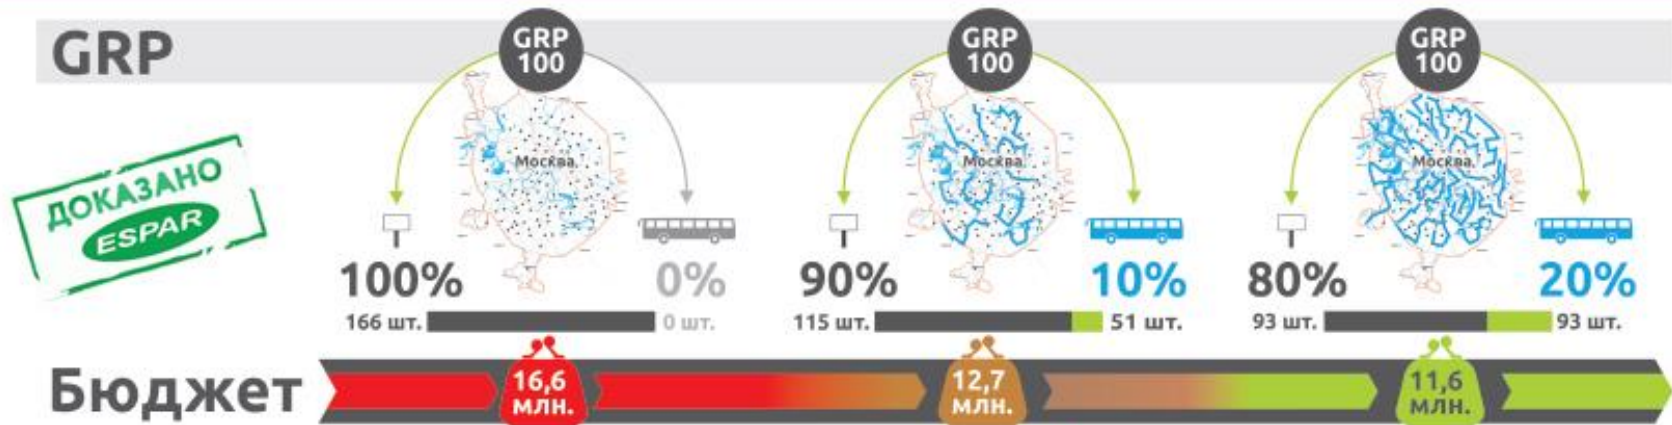 GRP
GRP
100
GRP
100
GRP
100
ДОКАЗАНО
ESPAR
Москва
Москва
Москва
100%
0%
90%
10%
80%
20%
166 шт.
0 шт.
115 шт.
51 шт.
93 шт.
93 шт.
Бюджет
16,6
млн.
12,7
млн.
11,6
млн.